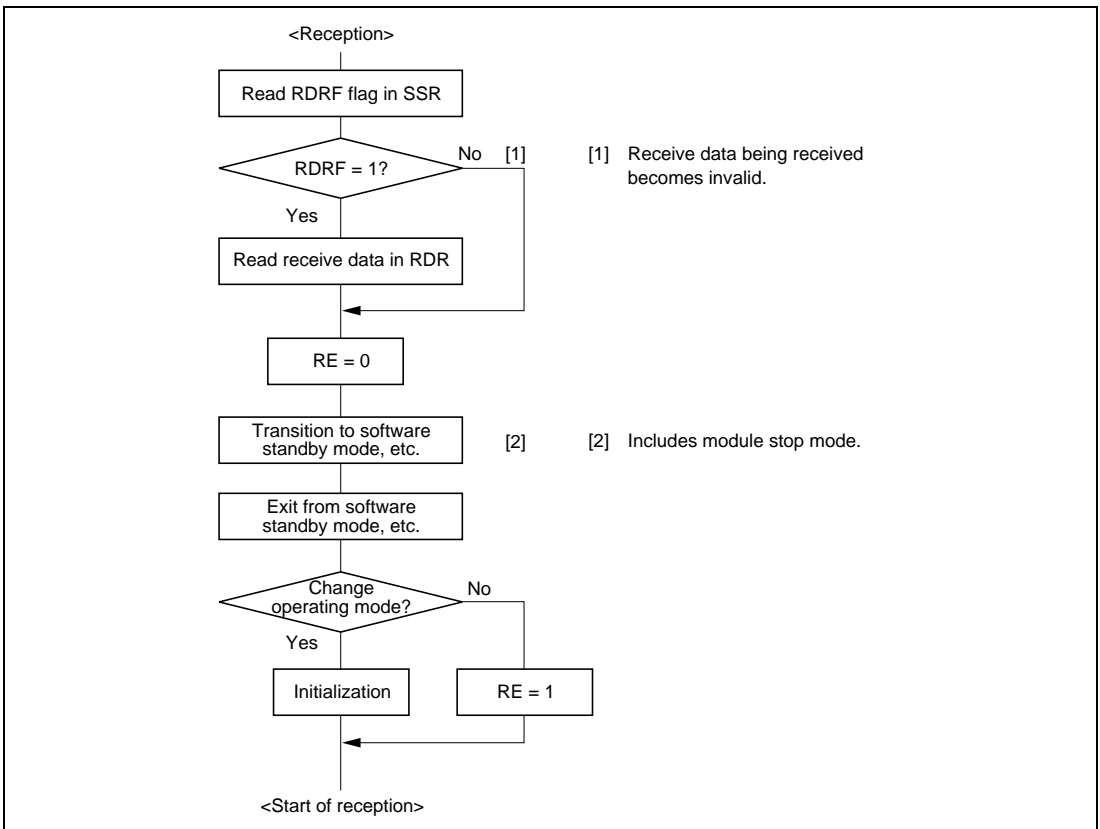 <Reception>
Read RDRF flag in SSR
RDRF = 1?
No [1]
[1] Receive data being received
becomes invalid.
Yes
Read receive data in RDR
RE = 0
Transition to software
standby mode, etc.
[2]
[2] Includes module stop mode.
Exit from software
standby mode, etc.
Change
operating mode?
No
Yes
Initialization
RE = 1
<Start of reception>